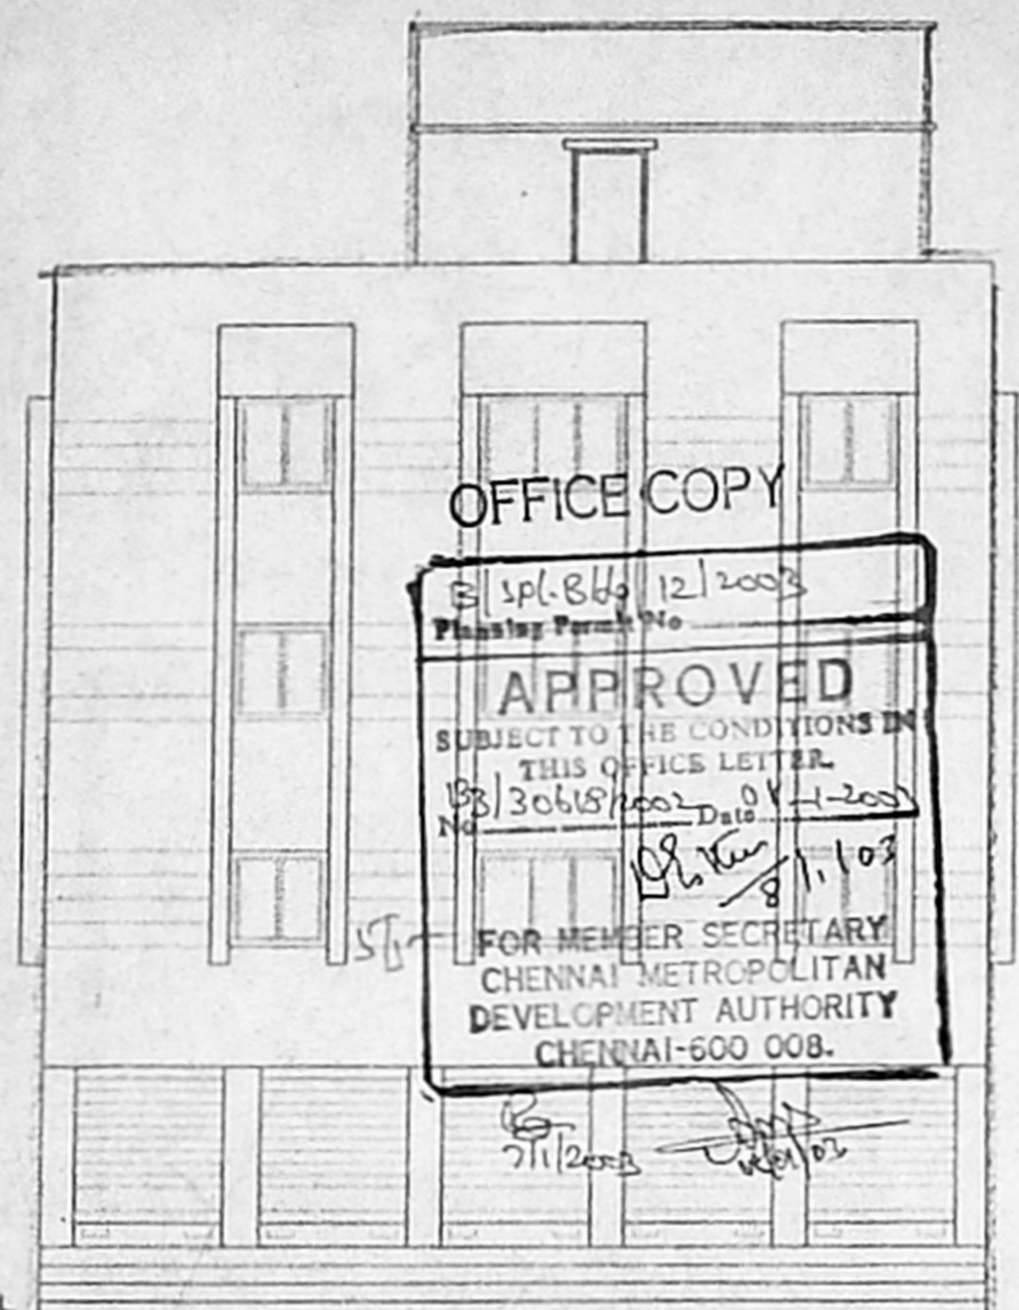 OFFICE COPY
B/Spl. Bldg 12/2003
Planning Permit No
APPROVED
SUBJECT TO THE CONDITIONS IN
THIS OFFICE LETTER
No B3/30618/2002 Date -1-2003
8/1/03
FOR MEMBER SECRETARY
CHENNAI METROPOLITAN
DEVELOPMENT AUTHORITY
CHENNAI-600 008.
7/1/2003